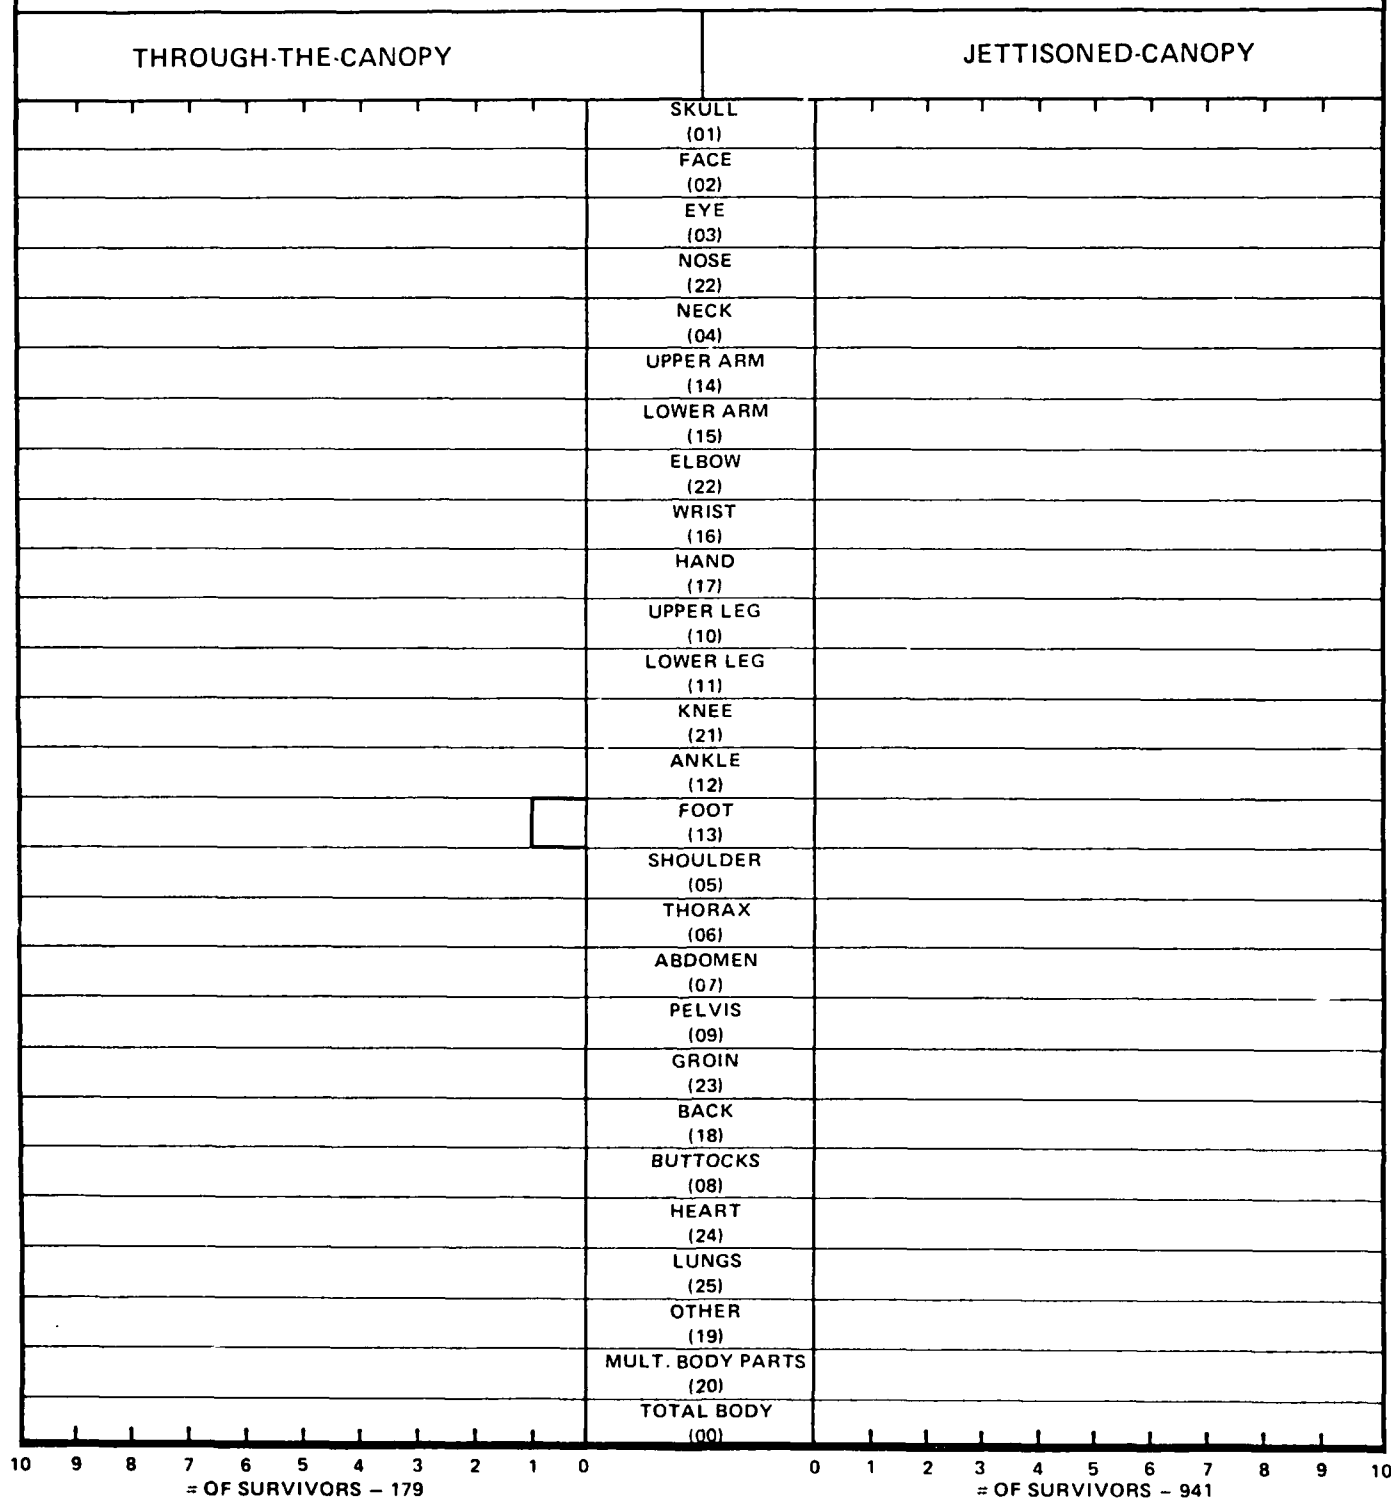 THROUGH-THE-CANOPY
JETTISONED-CANOPY
SKULL
(01)
FACE
(02)
EYE
(03)
NOSE
(22)
NECK
(04)
UPPER ARM
(14)
LOWER ARM
(15)
ELBOW
(22)
WRIST
(16)
HAND
(17)
UPPER LEG
(10)
LOWER LEG
(11)
KNEE
(21)
ANKLE
(12)
FOOT
(13)
SHOULDER
(05)
THORAX
(06)
ABDOMEN
(07)
PELVIS
(09)
GROIN
(23)
BACK
(18)
BUTTOCKS
(08)
HEART
(24)
LUNGS
(25)
OTHER
(19)
MULT. BODY PARTS
(20)
TOTAL BODY
(00)
10 9 8 7 6 5 4 3 2 1 0 0 1 2 3 4 5 6 7 8 9 10
= OF SURVIVORS – 179
= OF SURVIVORS – 941